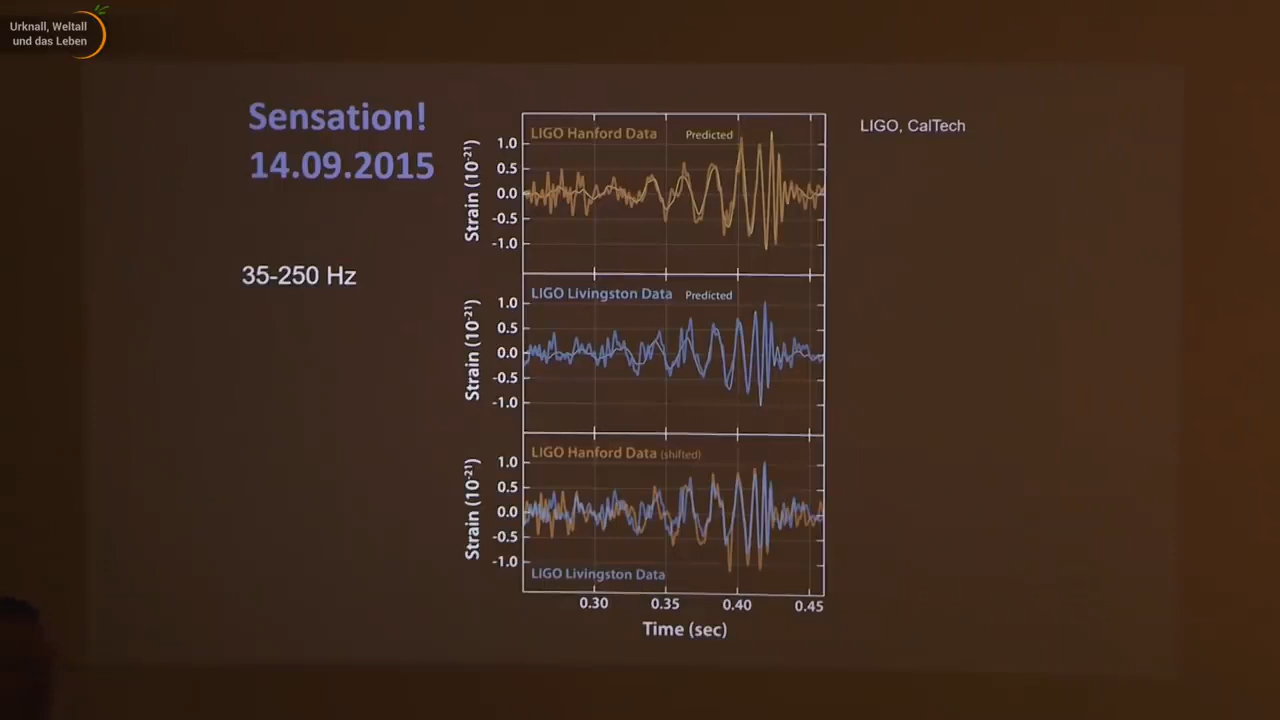 Urknall, Weltall
und das Leben
Sensation!
14.09.2015
35-250 Hz
LIGO, CalTech
LIGO Hanford Data Predicted
1.0
0.5
0.0
-0.5
-1.0
Strain (10⁻²¹)
LIGO Livingston Data Predicted
1.0
0.5
0.0
-0.5
-1.0
Strain (10⁻²¹)
LIGO Hanford Data (shifted)
1.0
0.5
0.0
-0.5
-1.0
Strain (10⁻²¹)
LIGO Livingston Data
0.30 0.35 0.40 0.45
Time (sec)